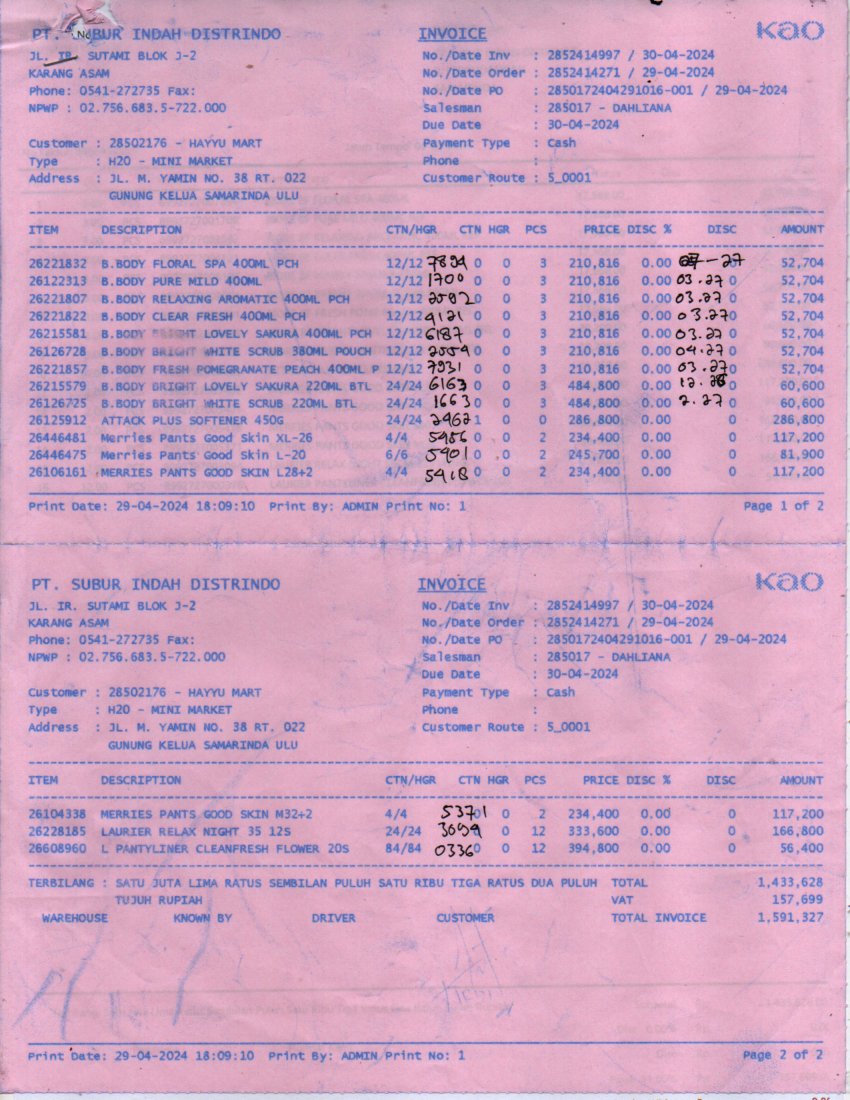 PT. SUBUR INDAH DISTRINDO INVOICE kao
JL. IR. SUTAMI BLOK J-2 No./Date Inv : 2852414997 / 30-04-2024
KARANG ASAM No./Date Order : 2852414271 / 29-04-2024
Phone: 0541-272735 Fax: No./Date PO : 2850172404291016-001 / 29-04-2024
NPWP : 02.756.683.5-722.000 Salesman : 285017 - DAHLIANA
Due Date : 30-04-2024
Customer : 28502176 - HAYYU MART Payment Type : Cash
Type : H20 - MINI MARKET Phone :
Address : JL. M. YAMIN NO. 38 RT. 022 Customer Route : 5_0001
GUNUNG KELUA SAMARINDA ULU
ITEM DESCRIPTION CTN/HGR CTN HGR PCS PRICE DISC % DISC AMOUNT
26221832 B.BODY FLORAL SPA 400ML PCH 12/12 7894 0 0 3 210,816 0.00 07-27 52,704
26122313 B.BODY PURE MILD 400ML 12/12 1700 0 0 3 210,816 0.00 03.27 0 52,704
26221807 B.BODY RELAXING AROMATIC 400ML PCH 12/12 2592 0 0 3 210,816 0.00 03.27 0 52,704
26221822 B.BODY CLEAR FRESH 400ML PCH 12/12 4121 0 0 3 210,816 0.00 03.27 0 52,704
26215581 B.BODY BRIGHT LOVELY SAKURA 400ML PCH 12/12 6187 0 0 3 210,816 0.00 03.27 0 52,704
26126728 B.BODY BRIGHT WHITE SCRUB 380ML POUCH 12/12 2554 0 0 3 210,816 0.00 04.27 0 52,704
26221857 B.BODY FRESH POMEGRANATE PEACH 400ML P 12/12 7931 0 0 3 210,816 0.00 03.27 0 52,704
26215579 B.BODY BRIGHT LOVELY SAKURA 220ML BTL 24/24 6163 0 0 3 484,800 0.00 12.26 0 60,600
26126725 B.BODY BRIGHT WHITE SCRUB 220ML BTL 24/24 1663 0 0 3 484,800 0.00 2.27 0 60,600
26125912 ATTACK PLUS SOFTENER 450G 24/24 2462 1 0 0 286,800 0.00 0 286,800
26446481 Merries Pants Good Skin XL-26 4/4 5456 0 0 2 234,400 0.00 0 117,200
26446475 Merries Pants Good Skin L-20 6/6 5401 0 0 2 245,700 0.00 0 81,900
26106161 MERRIES PANTS GOOD SKIN L28+2 4/4 5418 0 0 2 234,400 0.00 0 117,200
Print Date: 29-04-2024 18:09:10 Print By: ADMIN Print No: 1 Page 1 of 2
PT. SUBUR INDAH DISTRINDO INVOICE kao
JL. IR. SUTAMI BLOK J-2 No./Date Inv : 2852414997 / 30-04-2024
KARANG ASAM No./Date Order : 2852414271 / 29-04-2024
Phone: 0541-272735 Fax: No./Date PO : 2850172404291016-001 / 29-04-2024
NPWP : 02.756.683.5-722.000 Salesman : 285017 - DAHLIANA
Due Date : 30-04-2024
Customer : 28502176 - HAYYU MART Payment Type : Cash
Type : H20 - MINI MARKET Phone :
Address : JL. M. YAMIN NO. 38 RT. 022 Customer Route : 5_0001
GUNUNG KELUA SAMARINDA ULU
ITEM DESCRIPTION CTN/HGR CTN HGR PCS PRICE DISC % DISC AMOUNT
26104338 MERRIES PANTS GOOD SKIN M32+2 4/4 5371 0 0 2 234,400 0.00 0 117,200
26228185 LAURIER RELAX NIGHT 35 12S 24/24 3694 0 0 12 333,600 0.00 0 166,800
26608960 L PANTYLINER CLEANFRESH FLOWER 20S 84/84 0336 0 0 12 394,800 0.00 0 56,400
TERBILANG : SATU JUTA LIMA RATUS SEMBILAN PULUH SATU RIBU TIGA RATUS DUA PULUH TOTAL 1,433,628
TUJUH RUPIAH VAT 157,699
WAREHOUSE KNOWN BY DRIVER CUSTOMER TOTAL INVOICE 1,591,327
Print Date: 29-04-2024 18:09:10 Print By: ADMIN Print No: 1 Page 2 of 2